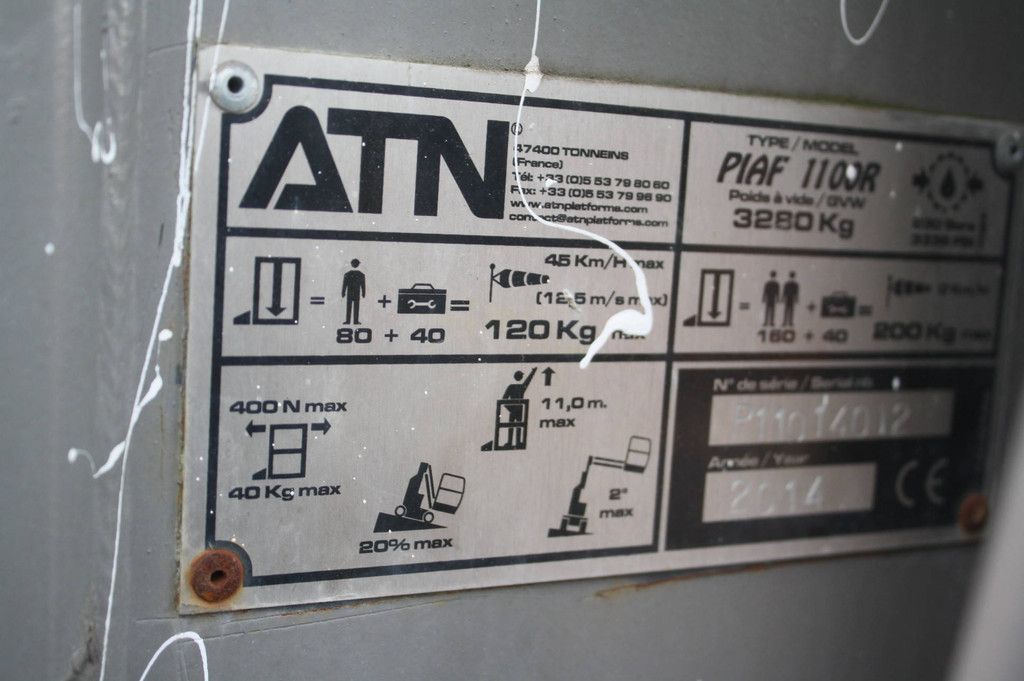 ATN ©
47400 TONNEINS
(France)
Tél: +33 (0)5 53 79 80 60
Fax: +33 (0)5 53 79 96 90
www.atnplatforms.com
contact@atnplatforms.com
TYPE / MODEL
PIAF 1100R
Poids à vide / GVW
3280 Kg
45 Km/H max
(12,5 m/s max)
= + =
80 + 40
120 Kg max
= + =
160 + 40
200 Kg
400 N max
40 Kg max
11,0 m.
max
20% max
2°
max
N° de série / Serial nb
P11014012
Année / Year
2014
CE